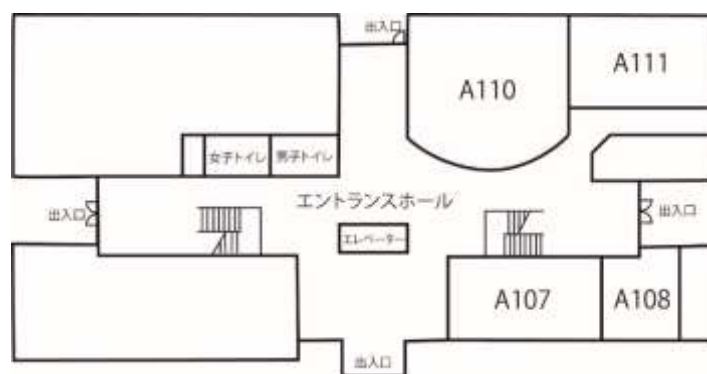 出入口
A110
A111
女子トイレ
男子トイレ
エントランスホール
出入口
出入口
エレベーター
A107
A108
出入口